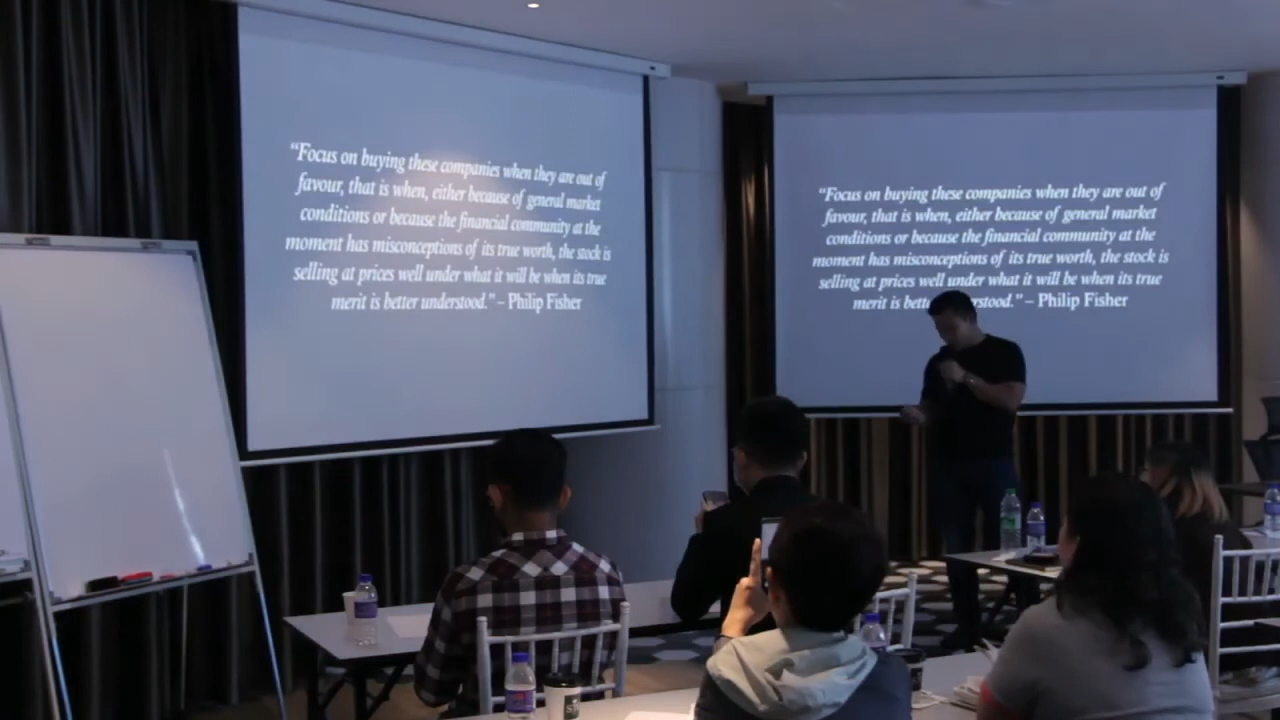 “Focus on buying these companies when they are out of
favour, that is when, either because of general market
conditions or because the financial community at the
moment has misconceptions of its true worth, the stock is
selling at prices well under what it will be when its true
merit is better understood.” – Philip Fisher
“Focus on buying these companies when they are out of
favour, that is when, either because of general market
conditions or because the financial community at the
moment has misconceptions of its true worth, the stock is
selling at prices well under what it will be when its true
merit is rstood.” – Philip Fisher